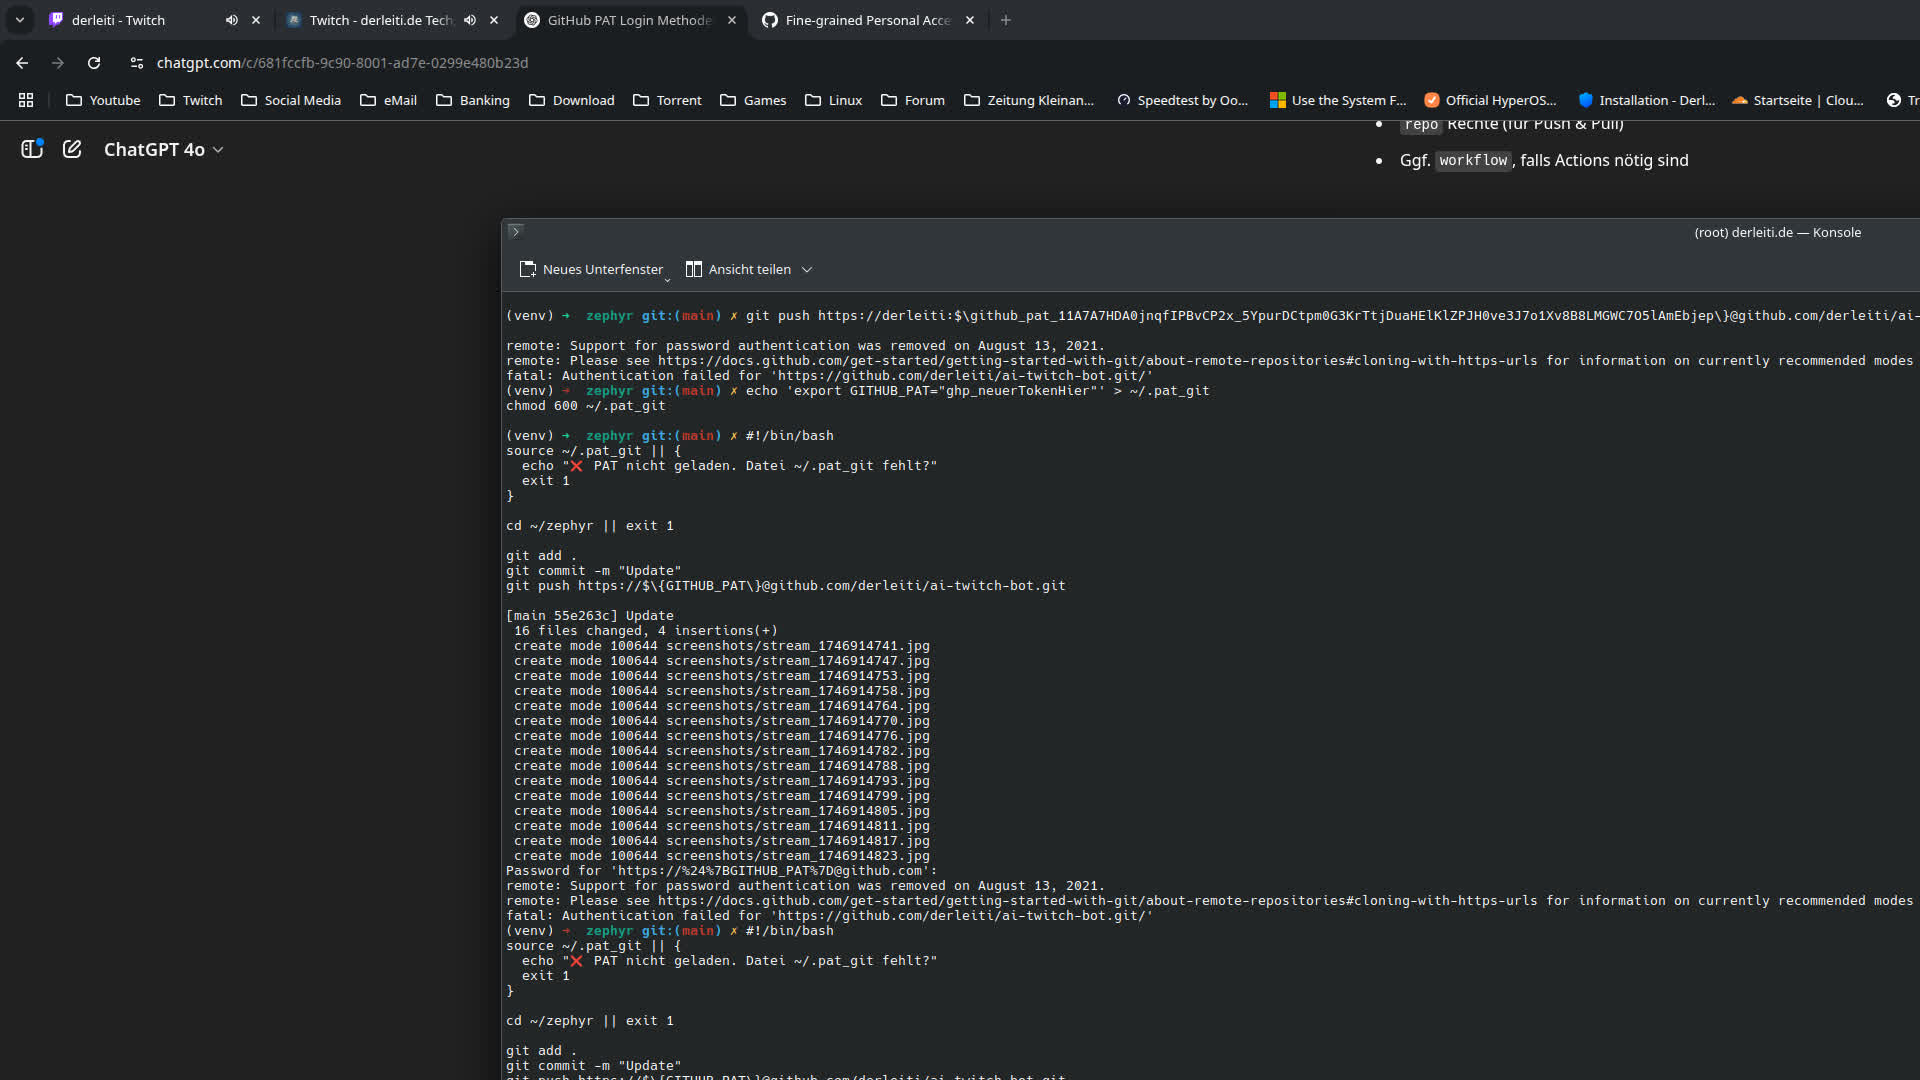 derleiti - Twitch
Twitch - derleiti.de Tech
GitHub PAT Login Methode
Fine-grained Personal Acce
chatgpt.com/c/681fccfb-9c90-8001-ad7e-0299e480b23d
Youtube Twitch Social Media eMail Banking Download Torrent Games Linux Forum Zeitung Kleinan... Speedtest by Oo... Use the System F... Official HyperOS... Installation - Derl... Startseite | Clou... Tr
ChatGPT 4o
repo Rechte (für Push & Pull)
Ggf. workflow, falls Actions nötig sind
(root) derleiti.de — Konsole
Neues Unterfenster Ansicht teilen
(venv) ➜ zephyr git:(main) ✗ git push https://derleiti:$\[access token omitted]\}@github.com/derleiti/ai-
remote: Support for password authentication was removed on August 13, 2021.
remote: Please see https://docs.github.com/get-started/getting-started-with-git/about-remote-repositories#cloning-with-https-urls for information on currently recommended modes
fatal: Authentication failed for 'https://github.com/derleiti/ai-twitch-bot.git/'
(venv) ➜ zephyr git:(main) ✗ echo 'export GITHUB_PAT="ghp_neuerTokenHier"' > ~/.pat_git
chmod 600 ~/.pat_git
(venv) ➜ zephyr git:(main) ✗ #!/bin/bash
source ~/.pat_git || {
echo "❌ PAT nicht geladen. Datei ~/.pat_git fehlt?"
exit 1
}
cd ~/zephyr || exit 1
git add .
git commit -m "Update"
git push https://$\{GITHUB_PAT\}@github.com/derleiti/ai-twitch-bot.git
[main 55e263c] Update
16 files changed, 4 insertions(+)
create mode 100644 screenshots/stream_1746914741.jpg
create mode 100644 screenshots/stream_1746914747.jpg
create mode 100644 screenshots/stream_1746914753.jpg
create mode 100644 screenshots/stream_1746914758.jpg
create mode 100644 screenshots/stream_1746914764.jpg
create mode 100644 screenshots/stream_1746914770.jpg
create mode 100644 screenshots/stream_1746914776.jpg
create mode 100644 screenshots/stream_1746914782.jpg
create mode 100644 screenshots/stream_1746914788.jpg
create mode 100644 screenshots/stream_1746914793.jpg
create mode 100644 screenshots/stream_1746914799.jpg
create mode 100644 screenshots/stream_1746914805.jpg
create mode 100644 screenshots/stream_1746914811.jpg
create mode 100644 screenshots/stream_1746914817.jpg
create mode 100644 screenshots/stream_1746914823.jpg
Password for 'https://%24%7BGITHUB_PAT%7D@github.com':
remote: Support for password authentication was removed on August 13, 2021.
remote: Please see https://docs.github.com/get-started/getting-started-with-git/about-remote-repositories#cloning-with-https-urls for information on currently recommended modes
fatal: Authentication failed for 'https://github.com/derleiti/ai-twitch-bot.git/'
(venv) ➜ zephyr git:(main) ✗ #!/bin/bash
source ~/.pat_git || {
echo "❌ PAT nicht geladen. Datei ~/.pat_git fehlt?"
exit 1
}
cd ~/zephyr || exit 1
git add .
git commit -m "Update"
git push https://$\{GITHUB_PAT\}@github.com/derleiti/ai-twitch-bot.git